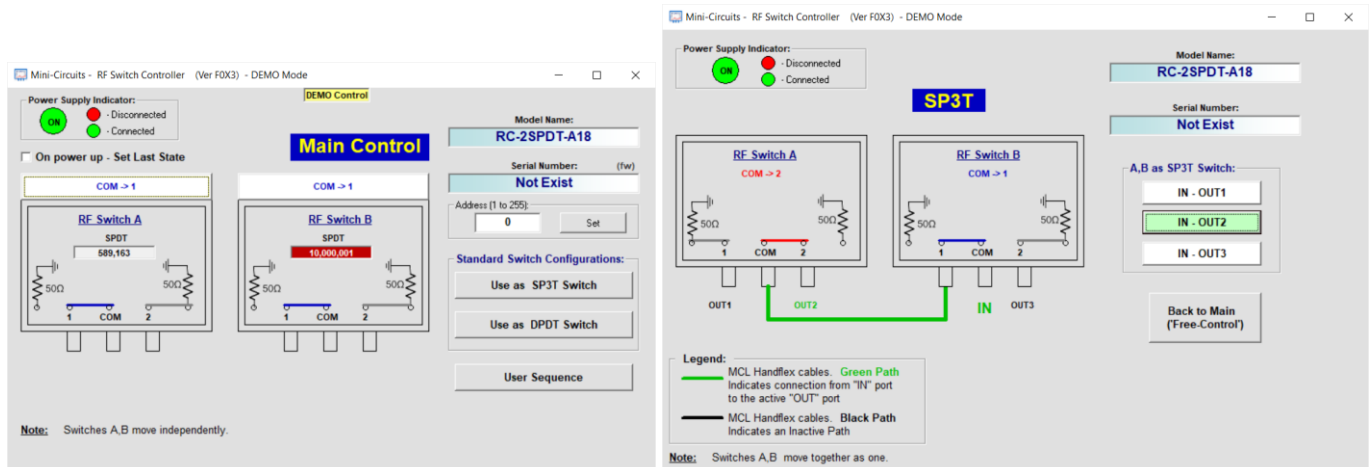 Mini-Circuits - RF Switch Controller (Ver F0X3) - DEMO Mode
DEMO Control
Power Supply Indicator:
ON
- Disconnected
- Connected
On power up - Set Last State
Main Control
Model Name:
RC-2SPDT-A18
Serial Number: (fw)
Not Exist
Address (1 to 255):
0
Set
COM -> 1
COM -> 1
RF Switch A
SPDT
589,163
50Ω
50Ω
1 COM 2
RF Switch B
SPDT
10,000,001
50Ω
50Ω
1 COM 2
Standard Switch Configurations:
Use as SP3T Switch
Use as DPDT Switch
User Sequence
Note: Switches A,B move independently.
Mini-Circuits - RF Switch Controller (Ver F0X3) - DEMO Mode
Power Supply Indicator:
ON
- Disconnected
- Connected
SP3T
Model Name:
RC-2SPDT-A18
Serial Number:
Not Exist
RF Switch A
COM -> 2
50Ω
50Ω
1 COM 2
OUT1 OUT2
RF Switch B
COM -> 1
50Ω
50Ω
1 COM 2
IN OUT3
A,B as SP3T Switch:
IN - OUT1
IN - OUT2
IN - OUT3
Back to Main
('Free-Control')
Legend:
MCL Handflex cables. Green Path
Indicates connection from "IN" port
to the active "OUT" port
MCL Handflex cables. Black Path
Indicates an Inactive Path
Note: Switches A,B move together as one.